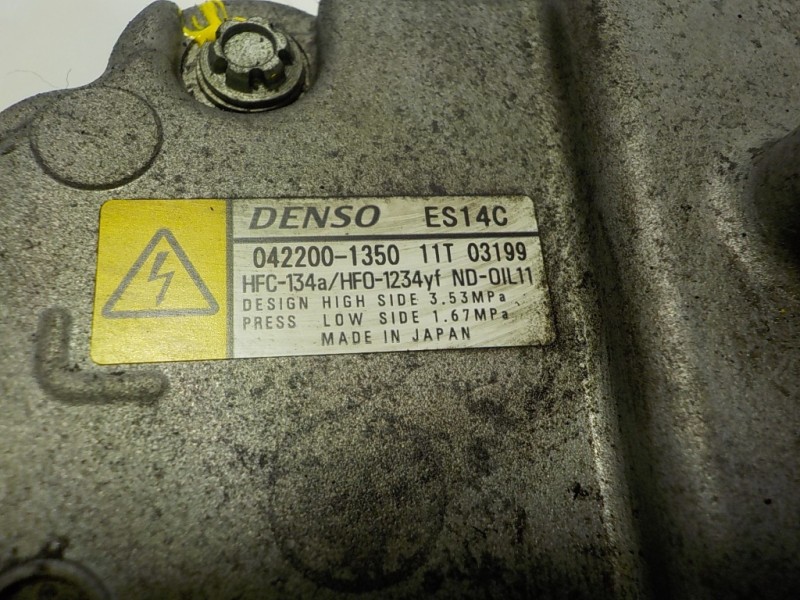 DENSO ES14C
042200-1350 11T 03199
HFC-134a/HFO-1234yf ND-OIL11
DESIGN HIGH SIDE 3.53MPa
PRESS LOW SIDE 1.67MPa
MADE IN JAPAN